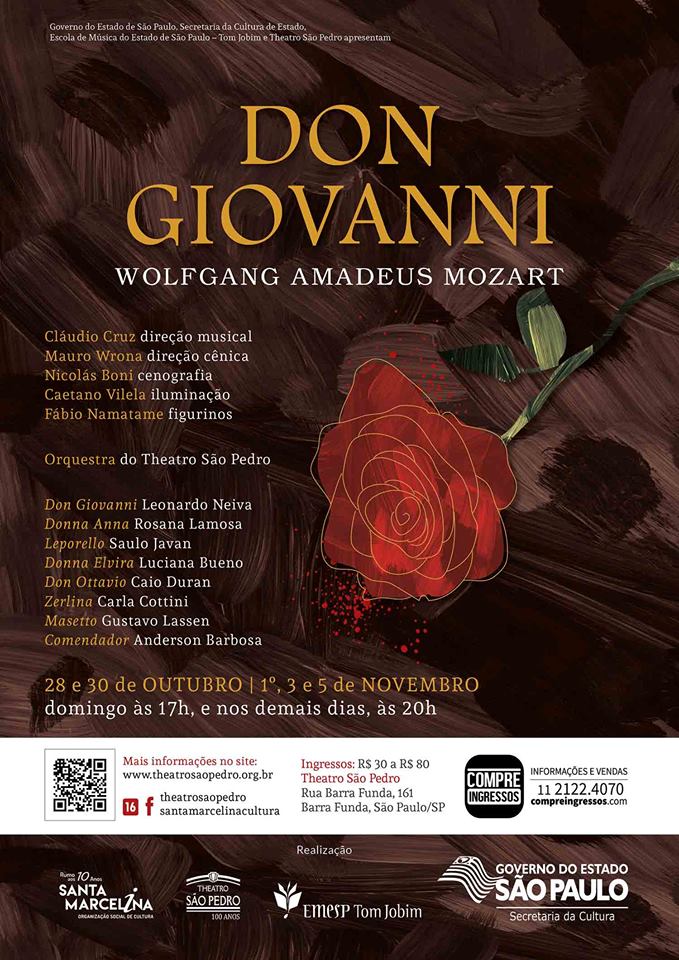 Governo do Estado de São Paulo, Secretaria da Cultura de Estado,
Escola de Música do Estado de São Paulo – Tom Jobim e Theatro São Pedro apresentam
DON
GIOVANNI
WOLFGANG AMADEUS MOZART
Cláudio Cruz direção musical
Mauro Wrona direção cênica
Nicolás Boni cenografia
Caetano Vilela iluminação
Fábio Namatame figurinos
Orquestra do Theatro São Pedro
Don Giovanni Leonardo Neiva
Donna Anna Rosana Lamosa
Leporello Saulo Javan
Donna Elvira Luciana Bueno
Don Ottavio Caio Duran
Zerlina Carla Cottini
Masetto Gustavo Lassen
Comendador Anderson Barbosa
28 e 30 de OUTUBRO | 1º, 3 e 5 de NOVEMBRO
domingo às 17h, e nos demais dias, às 20h
Mais informações no site:
www.theatrosaopedro.org.br
16 f theatrosaopedro
santamarcelinacultura
Ingressos: R$ 30 a R$ 80
Theatro São Pedro
Rua Barra Funda, 161
Barra Funda, São Paulo/SP
COMPRE
INGRESSOS
INFORMAÇÕES E VENDAS
11 2122.4070
compreingressos.com
Realização
Rumo aos 10 Anos
SANTA
MARCELINA
ORGANIZAÇÃO SOCIAL DE CULTURA
THEATRO
SÃO PEDRO
100 ANOS
EMESP Tom Jobim
GOVERNO DO ESTADO
SÃO PAULO
Secretaria da Cultura